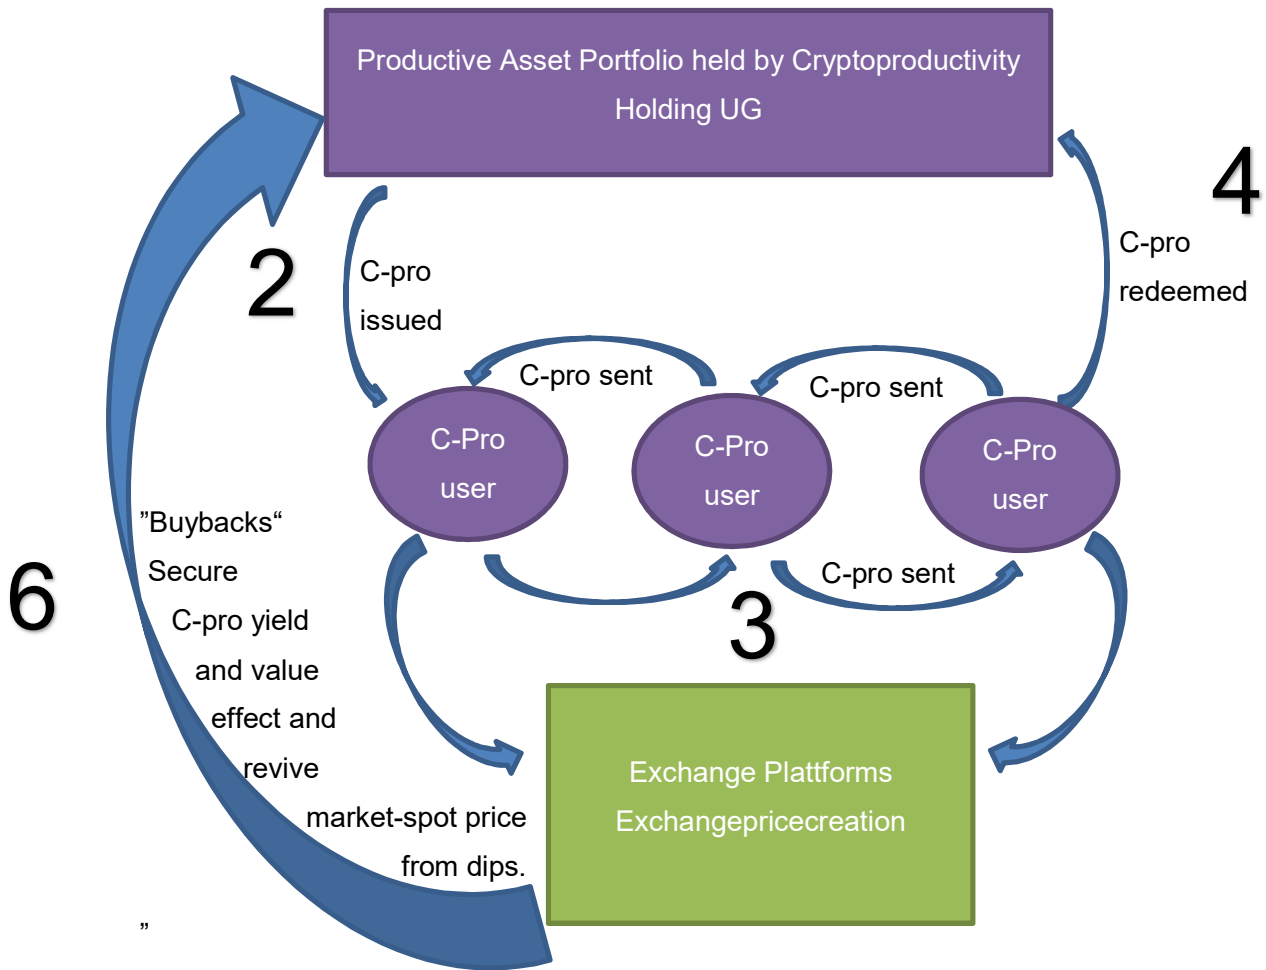 Productive Asset Portfolio held by Cryptoproductivity
Holding UG
4
2
C-pro
issued
C-pro
redeemed
C-pro sent
C-pro sent
C-Pro
user
C-Pro
user
C-Pro
user
”Buybacks“
Secure
C-pro yield
and value
effect and
revive
market-spot price
from dips.
”
6
C-pro sent
3
Exchange Plattforms
Exchangepricecreation